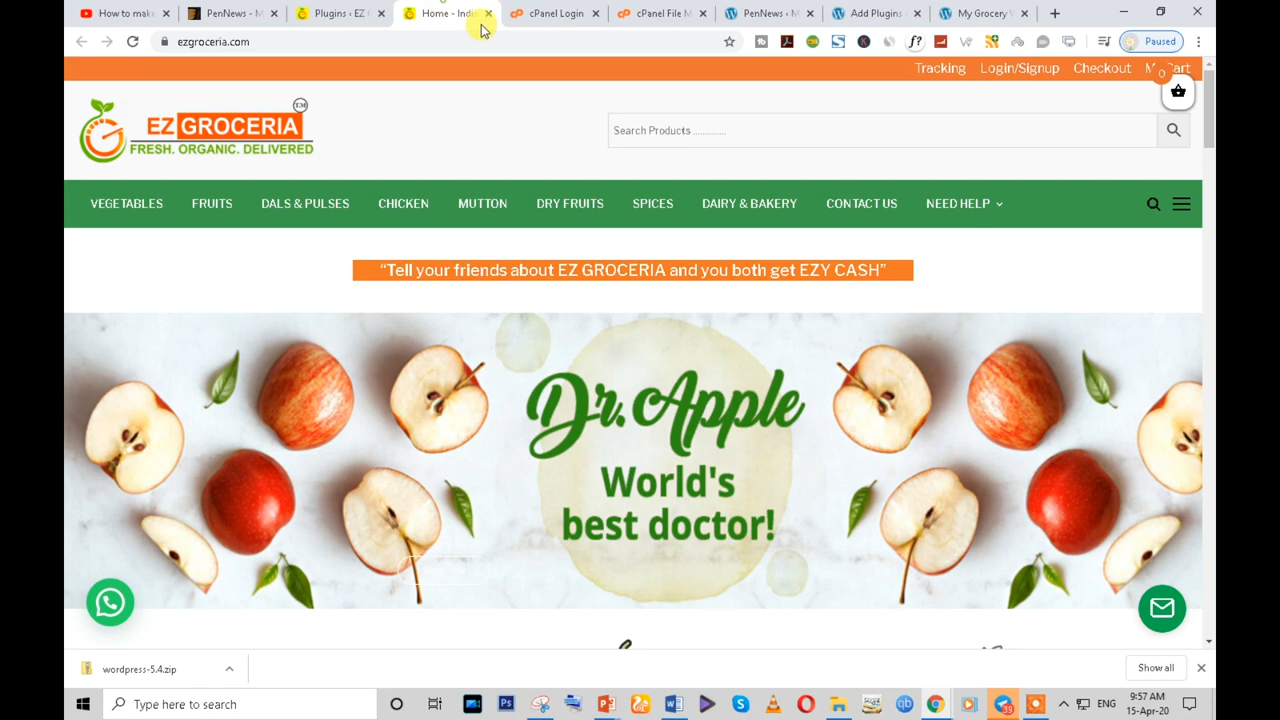 How to make
PenNews - M
Plugins ‹ EZ G
Home - Indi
cPanel Login
cPanel File M
PenNews ‹ M
Add Plugins ‹
My Grocery W
ezgroceria.com
Paused
Tracking Login/Signup Checkout My Cart
0
TM
EZ GROCERIA
FRESH. ORGANIC. DELIVERED
Search Products .............
VEGETABLES FRUITS DALS & PULSES CHICKEN MUTTON DRY FRUITS SPICES DAIRY & BAKERY CONTACT US NEED HELP
“Tell your friends about EZ GROCERIA and you both get EZY CASH”
Dr. Apple
World's
best doctor!
wordpress-5.4.zip
Show all
Type here to search
39
ENG
9:57 AM
15-Apr-20